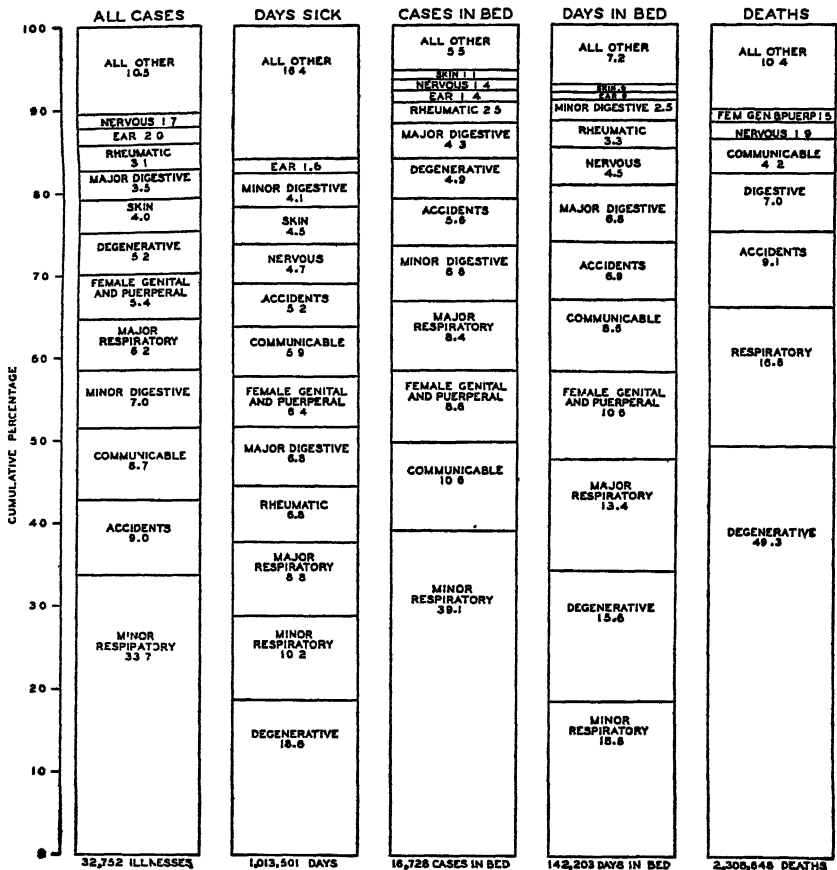 ALL CASES
DAYS SICK
CASES IN BED
DAYS IN BED
DEATHS
CUMULATIVE PERCENTAGE
100
90
80
70
60
50
40
30
20
10
0
ALL OTHER
10.5
NERVOUS 1 7
EAR 2 0
RHEUMATIC
3 1
MAJOR DIGESTIVE
3.5
SKIN
4.0
DEGENERATIVE
5 2
FEMALE GENITAL
AND PUERPERAL
5.4
MAJOR
RESPIRATORY
6 2
MINOR DIGESTIVE
7.0
COMMUNICABLE
8.7
ACCIDENTS
9.0
MINOR
RESPIRATORY
33 7
32,752 ILLNESSES
ALL OTHER
16 4
EAR 1.6
MINOR DIGESTIVE
4.1
SKIN
4.5
NERVOUS
4.7
ACCIDENTS
5 2
COMMUNICABLE
5 9
FEMALE GENITAL
AND PUERPERAL
6 4
MAJOR DIGESTIVE
6.8
RHEUMATIC
6.8
MAJOR
RESPIRATORY
8 8
MINOR
RESPIRATORY
10 2
DEGENERATIVE
18.6
1,013,501 DAYS
ALL OTHER
5 5
SKIN 1 1
NERVOUS 1 4
EAR 1 4
RHEUMATIC 2 5
MAJOR DIGESTIVE
4 3
DEGENERATIVE
4.9
ACCIDENTS
5.6
MINOR DIGESTIVE
6 6
MAJOR
RESPIRATORY
8.4
FEMALE GENITAL
AND PUERPERAL
8.6
COMMUNICABLE
10 6
MINOR
RESPIRATORY
39.1
16,728 CASES IN BED
ALL OTHER
7.2
SKIN .9
EAR 9
MINOR DIGESTIVE 2.5
RHEUMATIC
3.3
NERVOUS
4.5
MAJOR DIGESTIVE
6.8
ACCIDENTS
6.9
COMMUNICABLE
8.6
FEMALE GENITAL
AND PUERPERAL
10 6
MAJOR
RESPIRATORY
13.4
DEGENERATIVE
15.6
MINOR
RESPIRATORY
18.8
142,203 DAYS IN BED
ALL OTHER
10 4
FEM GEN &PUERP 1 5
NERVOUS 1 9
COMMUNICABLE
4 2
DIGESTIVE
7.0
ACCIDENTS
9.1
RESPIRATORY
16.8
DEGENERATIVE
49.3
2,308,648 DEATHS